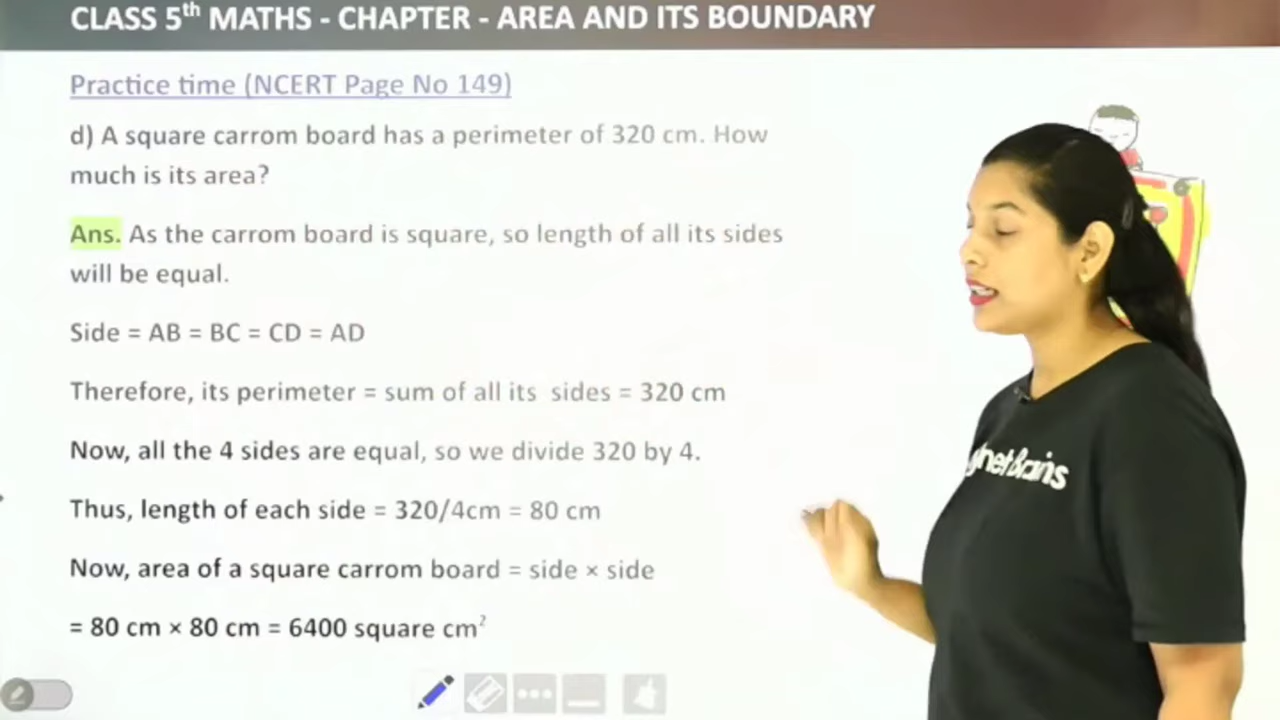 CLASS 5th MATHS - CHAPTER - AREA AND ITS BOUNDARY
Practice time (NCERT Page No 149)
d) A square carrom board has a perimeter of 320 cm. How
much is its area?
Ans. As the carrom board is square, so length of all its sides
will be equal.
Side = AB = BC = CD = AD
Therefore, its perimeter = sum of all its sides = 320 cm
Now, all the 4 sides are equal, so we divide 320 by 4.
Thus, length of each side = 320/4cm = 80 cm
Now, area of a square carrom board = side × side
= 80 cm × 80 cm = 6400 square cm²
Brains